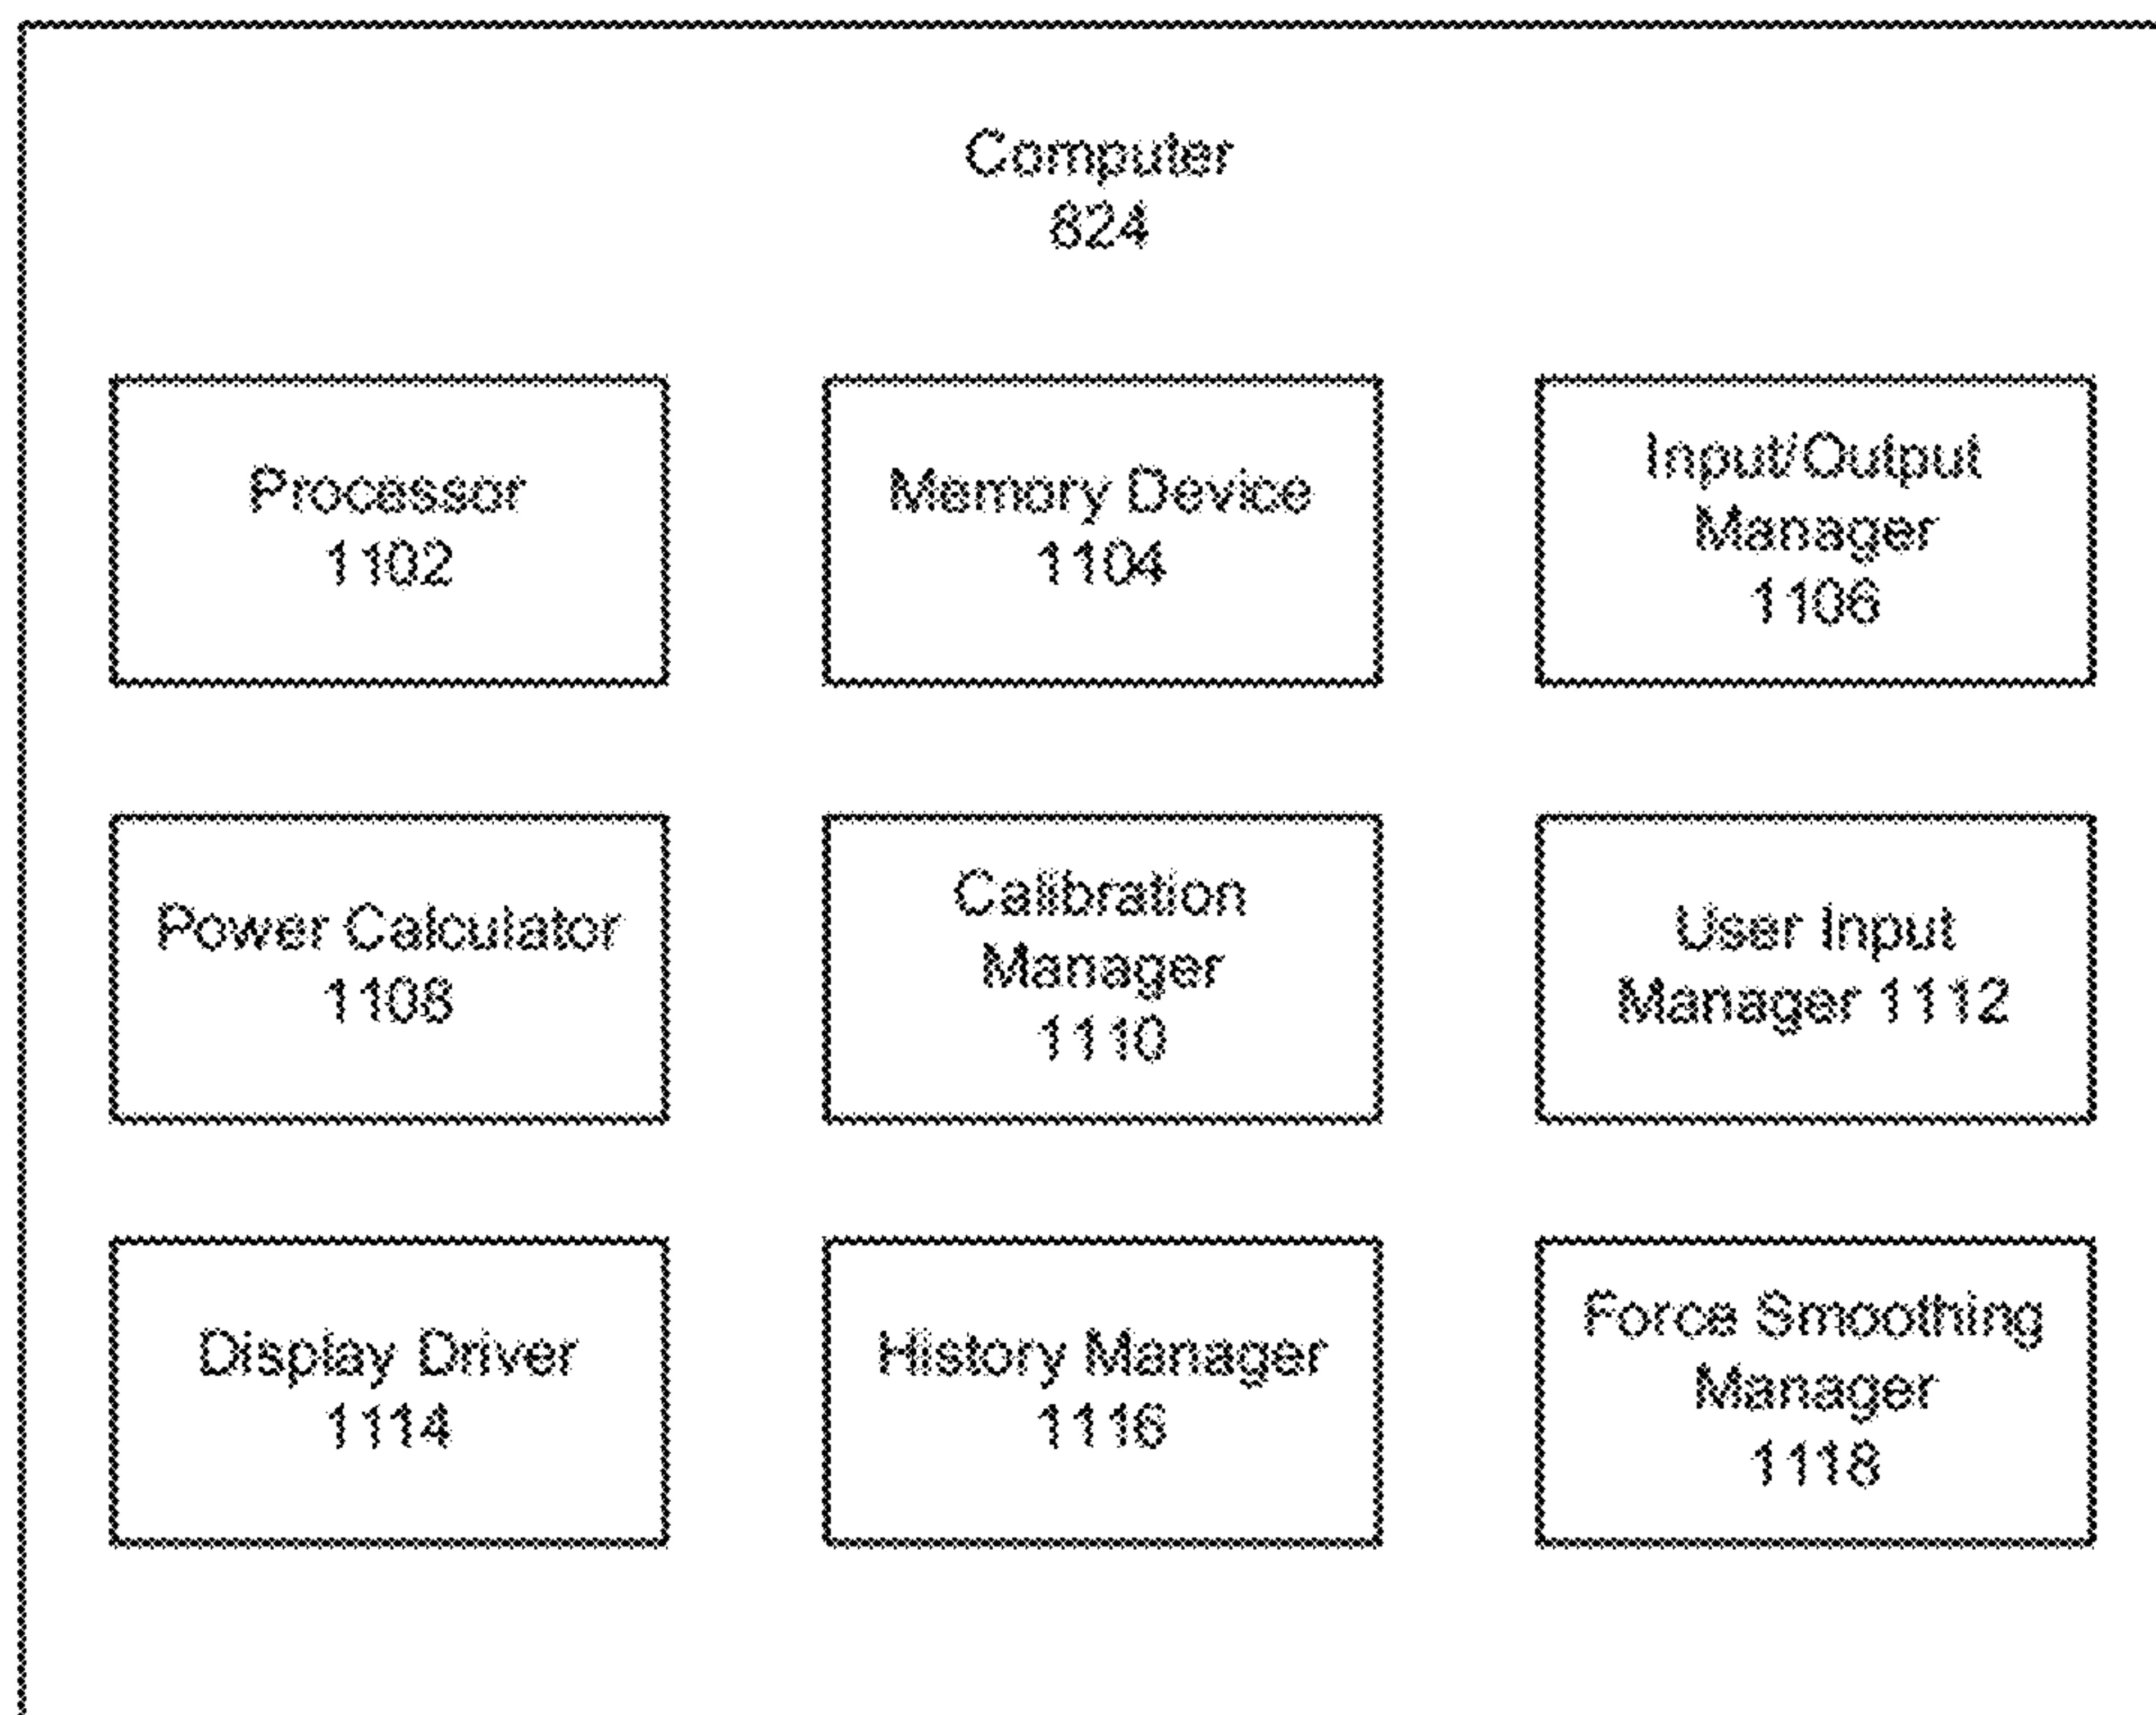 Computer
824
Processor
1102
Memory Device
1104
Input/Output
Manager
1106
Power Calculator
1108
Calibration
Manager
1110
User Input
Manager 1112
Display Driver
1114
History Manager
1116
Force Smoothing
Manager
1118